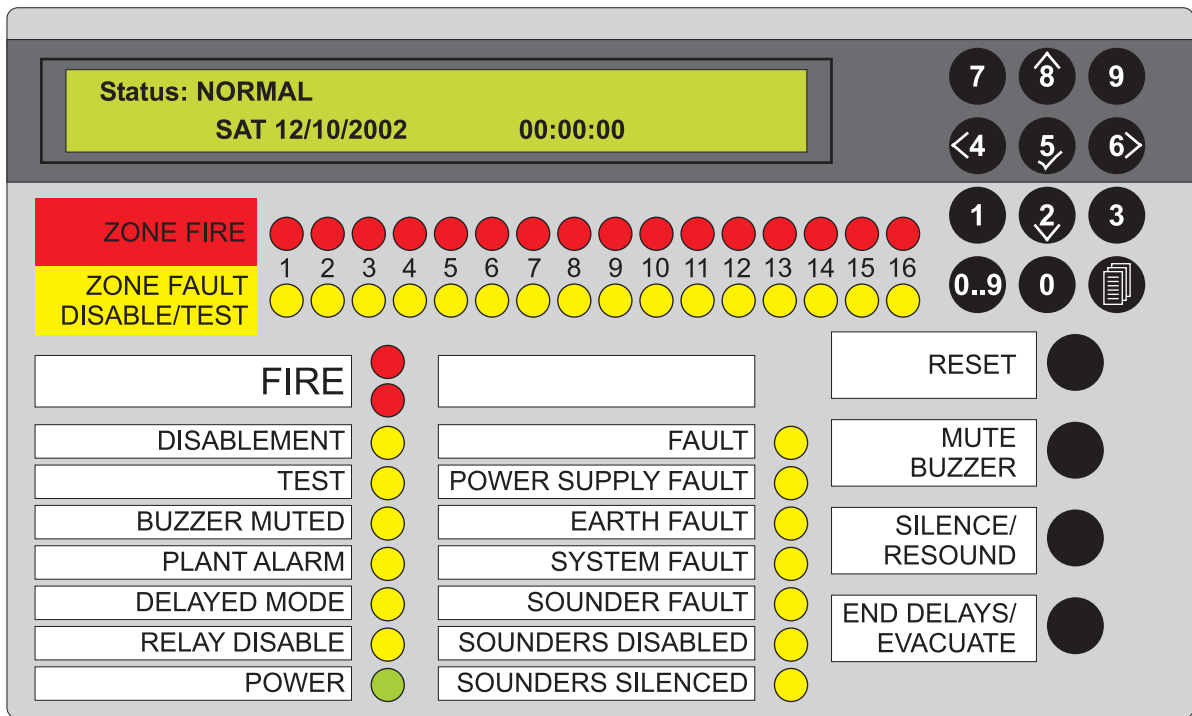 Status: NORMAL
SAT 12/10/2002 00:00:00
7 8 9
<4 5 6>
1 2 3
0..9 0
ZONE FIRE
1 2 3 4 5 6 7 8 9 10 11 12 13 14 15 16
ZONE FAULT
DISABLE/TEST
FIRE
DISABLEMENT
TEST
BUZZER MUTED
PLANT ALARM
DELAYED MODE
RELAY DISABLE
POWER
FAULT
POWER SUPPLY FAULT
EARTH FAULT
SYSTEM FAULT
SOUNDER FAULT
SOUNDERS DISABLED
SOUNDERS SILENCED
RESET
MUTE
BUZZER
SILENCE/
RESOUND
END DELAYS/
EVACUATE